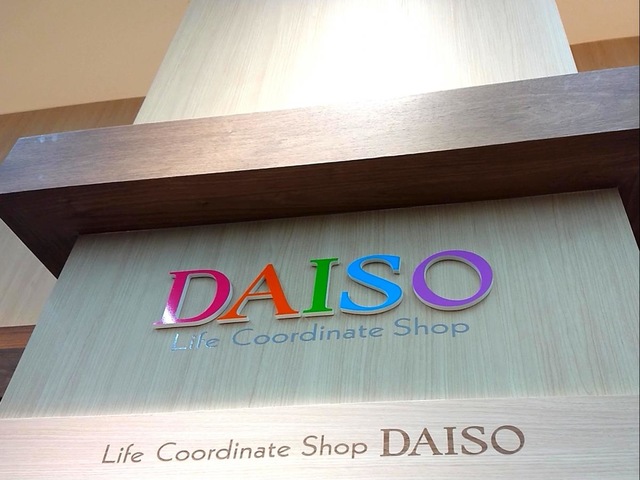 DAISO
Life Coordinate Shop
Life Coordinate Shop DAISO